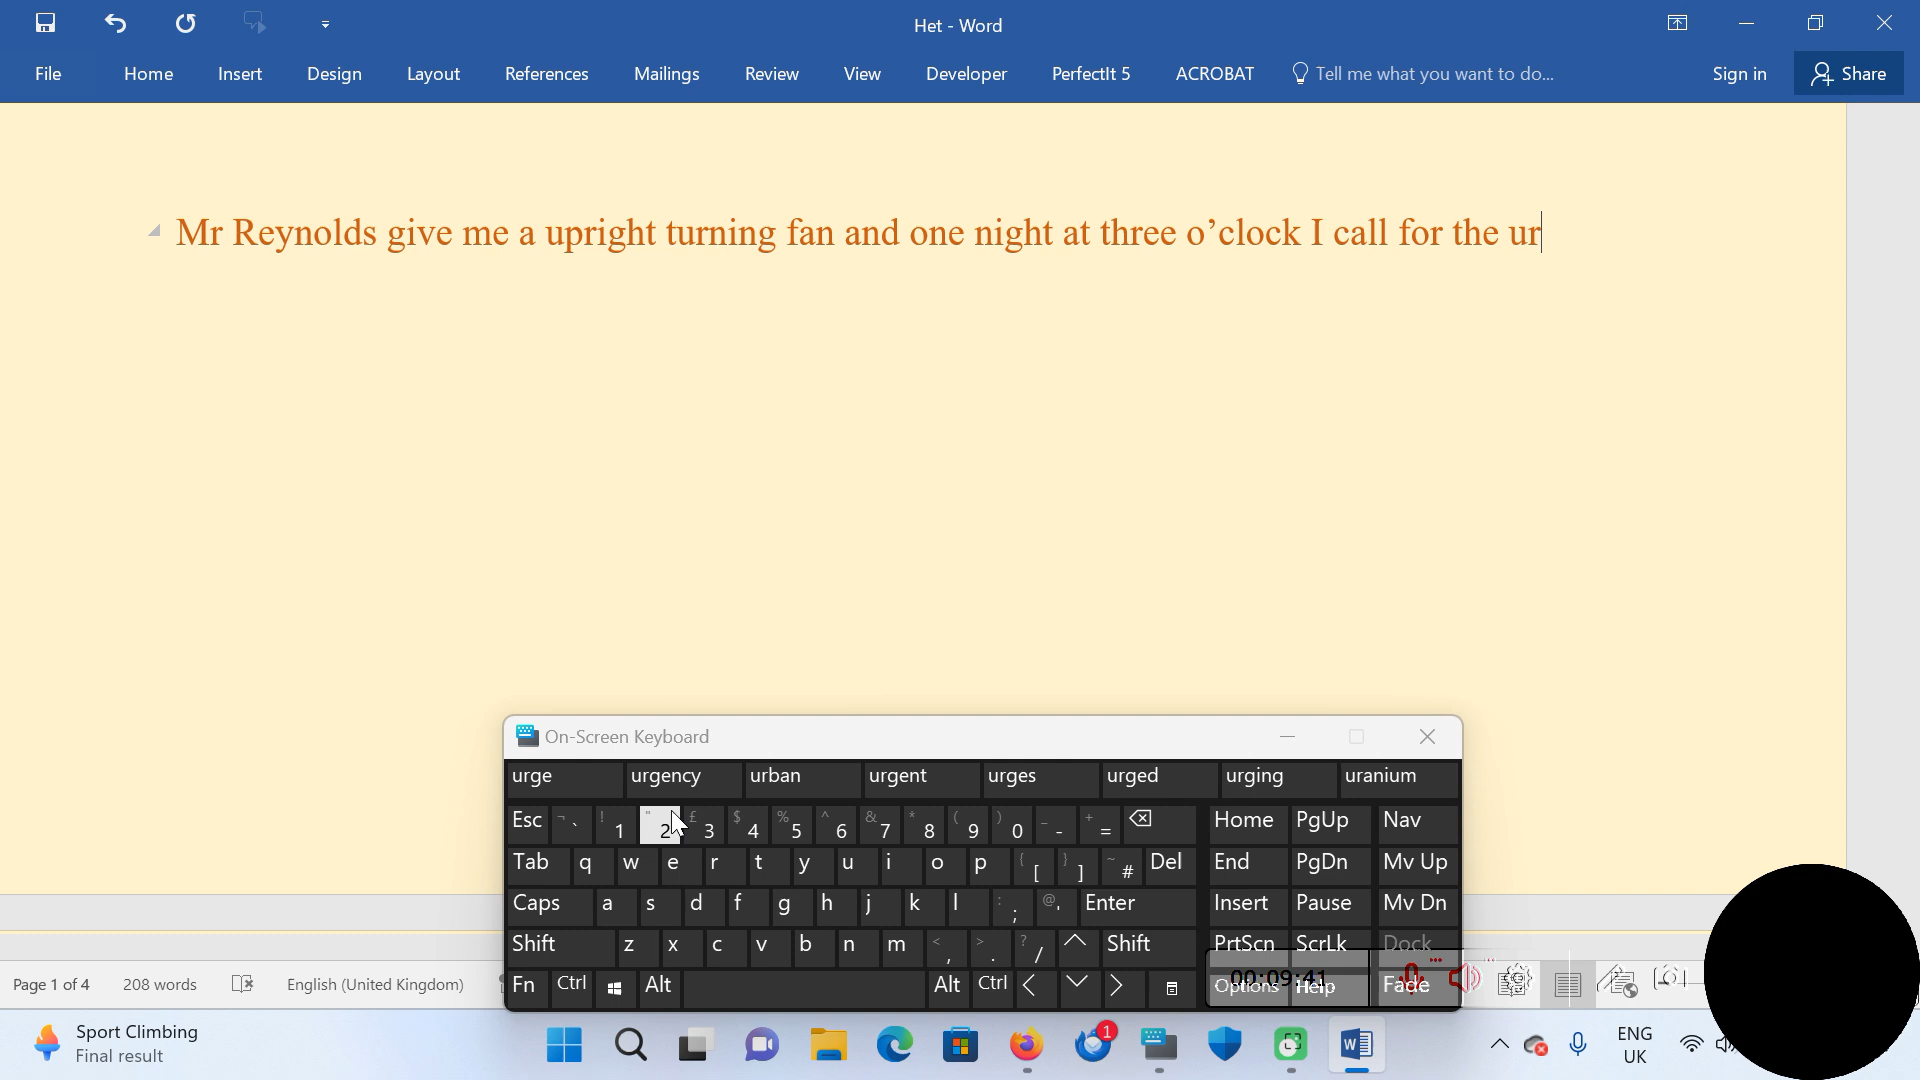 Het - Word
File Home Insert Design Layout References Mailings Review View Developer PerfectIt 5 ACROBAT Tell me what you want to do... Sign in Share
Mr Reynolds give me a upright turning fan and one night at three o’clock I call for the ur
On-Screen Keyboard
urge urgency urban urgent urges urged urging uranium
Esc ¬ ` ! 1 " 2 £ 3 $ 4 % 5 ^ 6 & 7 * 8 ( 9 ) 0 _ - + = Home PgUp Nav
Tab q w e r t y u i o p { [ } ] ~ # Del End PgDn Mv Up
Caps a s d f g h j k l : ; @ ' Enter Insert Pause Mv Dn
Shift z x c v b n m < , > . ? / Shift PrtScn ScrLk Dock
Fn Ctrl Alt Alt Ctrl Options Help Fade
00:09:41
Page 1 of 4 208 words English (United Kingdom)
Sport Climbing
Final result
1
ENG
UK